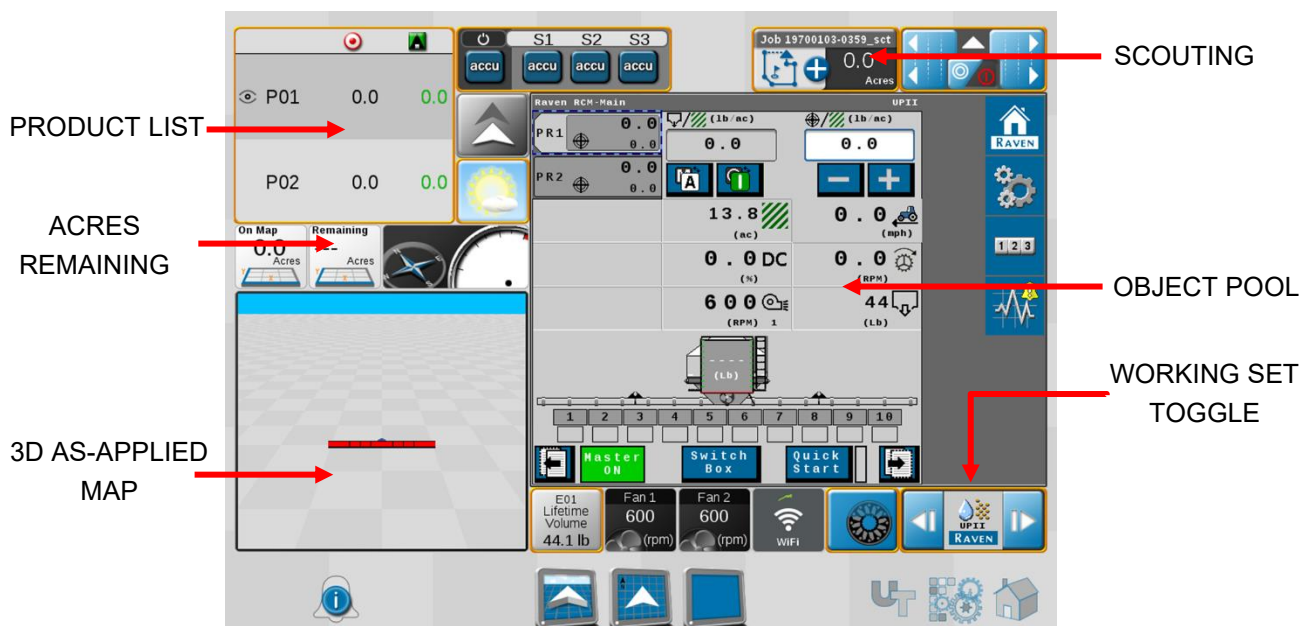 PRODUCT LIST
ACRES
REMAINING
3D AS-APPLIED
MAP
SCOUTING
OBJECT POOL
WORKING SET
TOGGLE
P01 0.0 0.0
P02 0.0 0.0
On Map
0.0
Acres
Remaining
--
Acres
S1 S2 S3
accu accu accu accu
Job 19700103-0359_sct
0.0
Acres
Raven RCM-Main UPII
PR1 0.0
0.0
PR2 0.0
0.0
(lb/ac) (lb/ac)
0.0 0.0
A
13.8 0.0
(ac) (mph)
0.0 DC 0.0
(%) (RPM)
600 44
(RPM) 1 (Lb)
----
(Lb)
1 2 3 4 5 6 7 8 9 10
Master
ON
Switch
Box
Quick
Start
RAVEN
1 2 3
E01
Lifetime
Volume
44.1 lb
Fan 1
600
(rpm)
Fan 2
600
(rpm)
WiFi
UPII
RAVEN
UT